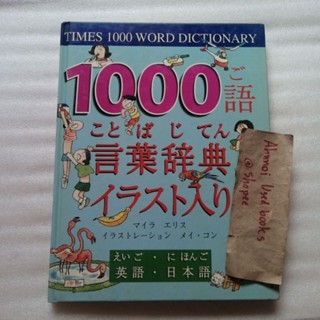 TIMES 1000 WORD DICTIONARY
1000ご語
ことばじてん
言葉辞典
イラスト入り
マイラ エリス
イラストレーション メイ・コン
えいご・にほんご
英語・日本語
Ahnmoi Used books
@ Shopee